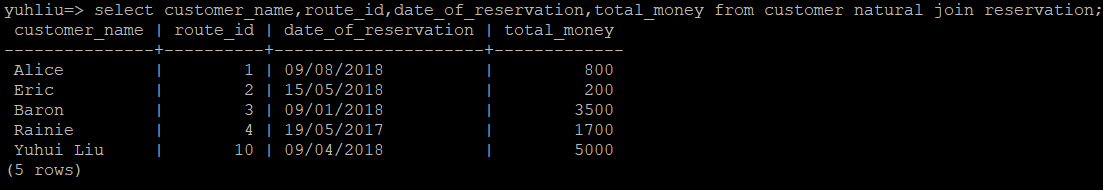 yuhliu=> select customer_name,route_id,date_of_reservation,total_money from customer natural join reservation;
 customer_name | route_id | date_of_reservation | total_money
---------------+----------+---------------------+-------------
 Alice         |        1 | 09/08/2018          |         800
 Eric          |        2 | 15/05/2018          |         200
 Baron         |        3 | 09/01/2018          |        3500
 Rainie        |        4 | 19/05/2017          |        1700
 Yuhui Liu     |       10 | 09/04/2018          |        5000
(5 rows)